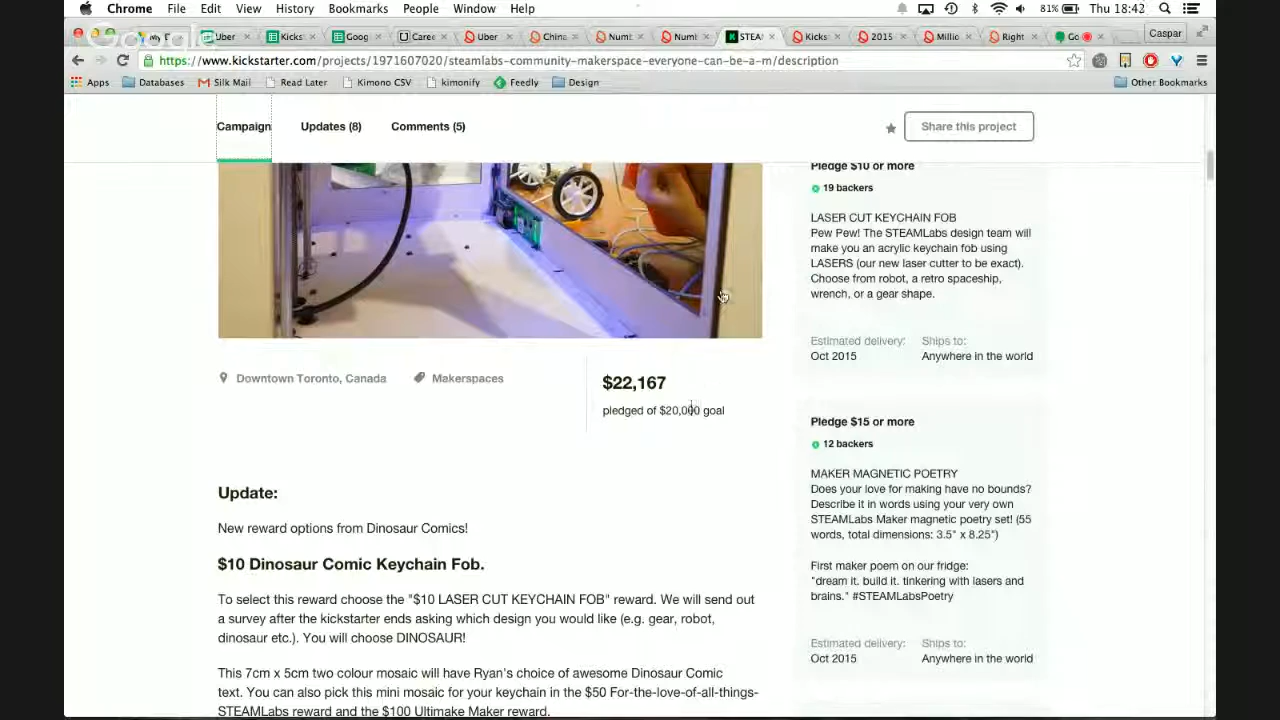 Chrome File Edit View History Bookmarks People Window Help 81% Thu 18:42
Google
Uber Kicks Goog Caree Uber China Numb Numb STEA Kicks 2015 Millio Right Go Caspar
https://www.kickstarter.com/projects/1971607020/steamlabs-community-makerspace-everyone-can-be-a-m/description
Apps Databases Silk Mail Read Later Kimono CSV kimonify Feedly Design Other Bookmarks
Campaign Updates (8) Comments (5) Share this project
Pledge $10 or more
19 backers
LASER CUT KEYCHAIN FOB
Pew Pew! The STEAMLabs design team will
make you an acrylic keychain fob using
LASERS (our new laser cutter to be exact).
Choose from robot, a retro spaceship,
wrench, or a gear shape.
Estimated delivery: Ships to:
Oct 2015 Anywhere in the world
Downtown Toronto, Canada Makerspaces
$22,167
pledged of $20,000 goal
Pledge $15 or more
12 backers
MAKER MAGNETIC POETRY
Does your love for making have no bounds?
Describe it in words using your very own
STEAMLabs Maker magnetic poetry set! (55
words, total dimensions: 3.5" x 8.25")
First maker poem on our fridge:
"dream it. build it. tinkering with lasers and
brains." #STEAMLabsPoetry
Estimated delivery: Ships to:
Oct 2015 Anywhere in the world
Update:
New reward options from Dinosaur Comics!
$10 Dinosaur Comic Keychain Fob.
To select this reward choose the "$10 LASER CUT KEYCHAIN FOB" reward. We will send out
a survey after the kickstarter ends asking which design you would like (e.g. gear, robot,
dinosaur etc.). You will choose DINOSAUR!
This 7cm x 5cm two colour mosaic will have Ryan's choice of awesome Dinosaur Comic
text. You can also pick this mini mosaic for your keychain in the $50 For-the-love-of-all-things-
STEAMLabs reward and the $100 Ultimake Maker reward.